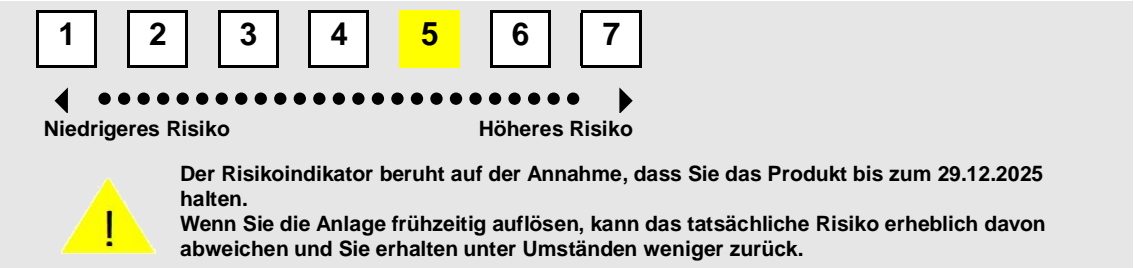 1 2 3 4 5 6 7
Niedrigeres Risiko Höheres Risiko
Der Risikoindikator beruht auf der Annahme, dass Sie das Produkt bis zum 29.12.2025
halten.
Wenn Sie die Anlage frühzeitig auflösen, kann das tatsächliche Risiko erheblich davon
abweichen und Sie erhalten unter Umständen weniger zurück.
!